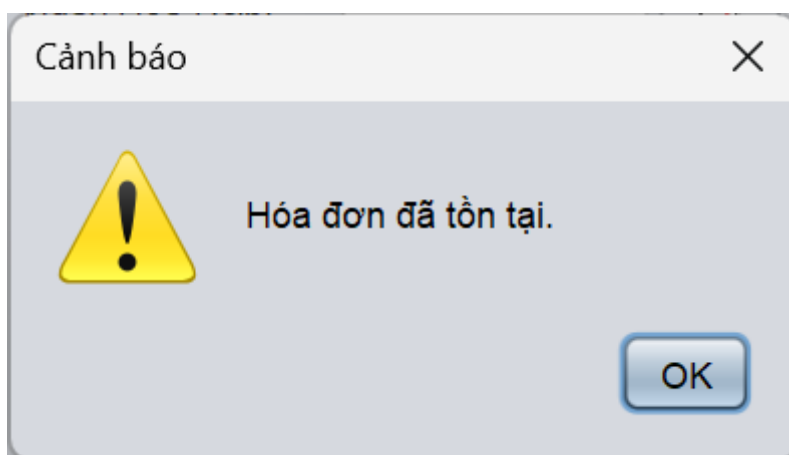 Cảnh báo
Hóa đơn đã tồn tại.
OK